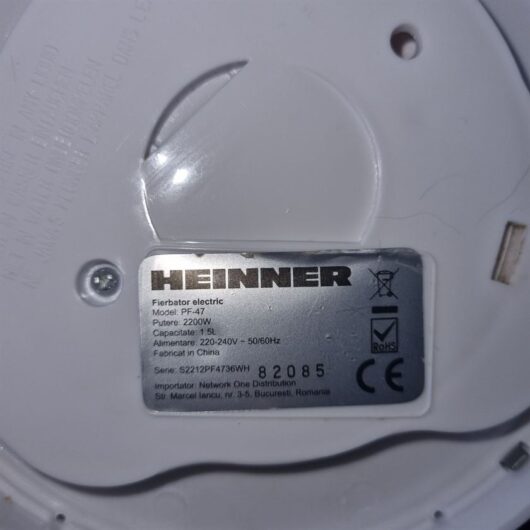 HEINNER
Fierbator electric
Model: PF-47
Putere: 2200W
Capacitate: 1.5L
Alimentare: 220-240V ~ 50/60Hz
Fabricat in China
Serie: S2212PF4736WH 82085
Importator: Network One Distribution
Str. Marcel Iancu, nr. 3-5, Bucuresti, Romania
RoHS
CE